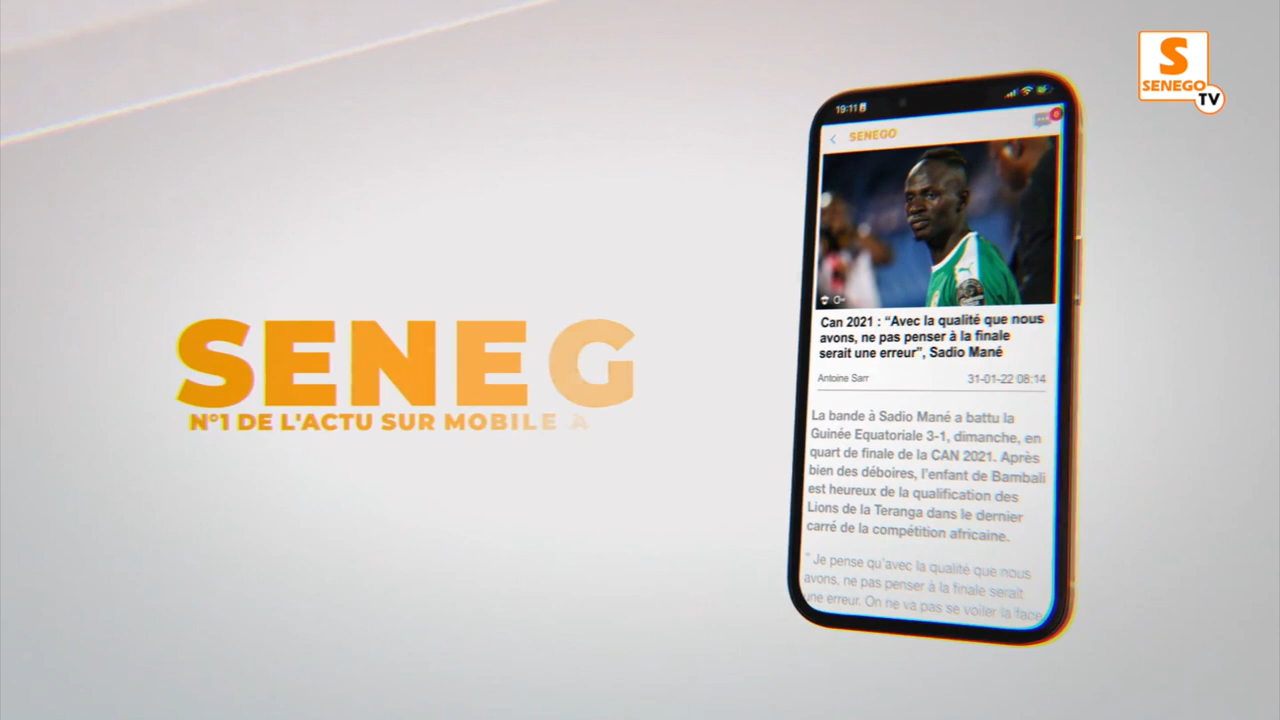 S
SENEGO
TV
19:11
SENEGO
0
Can 2021 : “Avec la qualité que nous
avons, ne pas penser à la finale
serait une erreur”, Sadio Mané
Antoine Sarr 31-01-22 08:14
La bande à Sadio Mané a battu la
Guinée Equatoriale 3-1, dimanche, en
quart de finale de la CAN 2021. Après
bien des déboires, l'enfant de Bambali
est heureux de la qualification des
Lions de la Teranga dans le dernier
carré de la compétition africaine.
" Je pense qu'avec la qualité que nous
avons, ne pas penser à la finale serait
une erreur. On ne va pas se voiler la face
SENEG
N°1 DE L'ACTU SUR MOBILE A